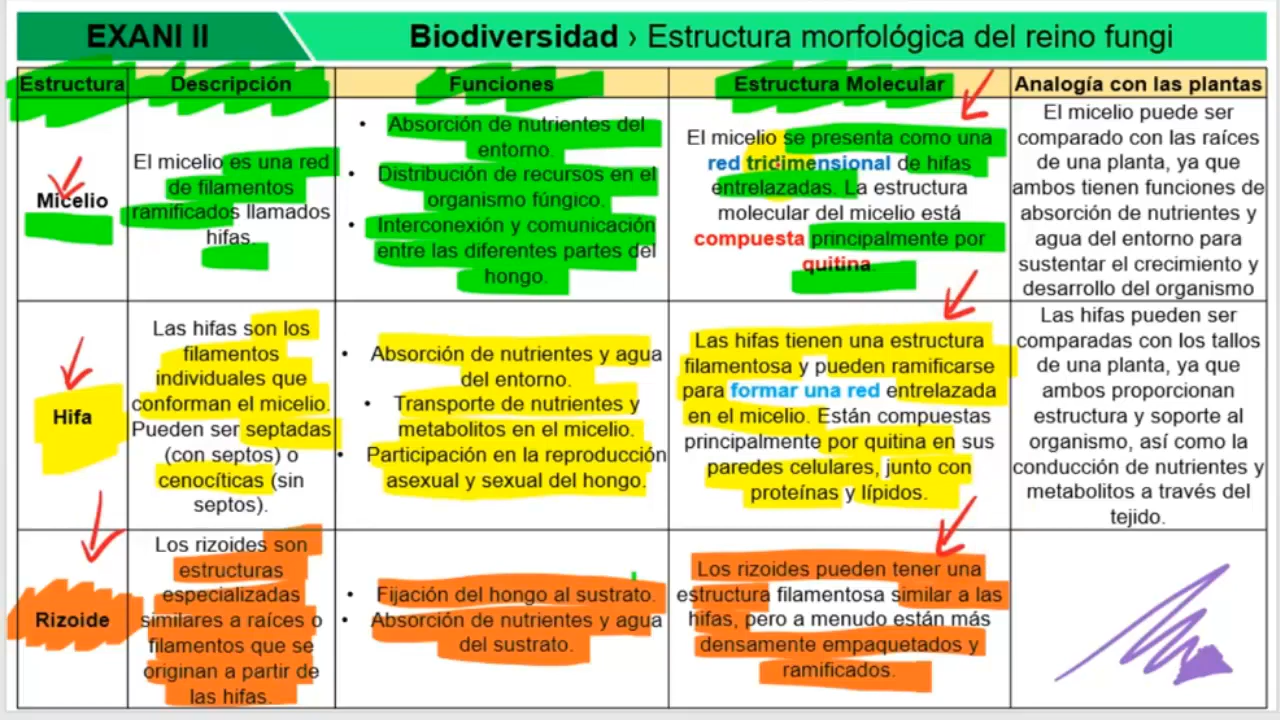 EXANI II
Biodiversidad › Estructura morfológica del reino fungi
Estructura
Descripción
Funciones
Estructura Molecular
Analogía con las plantas
Micelio
El micelio es una red
de filamentos
ramificados llamados
hifas.
• Absorción de nutrientes del
entorno.
• Distribución de recursos en el
organismo fúngico.
• Interconexión y comunicación
entre las diferentes partes del
hongo.
El micelio se presenta como una
red tridimensional de hifas
entrelazadas. La estructura
molecular del micelio está
compuesta principalmente por
quitina.
El micelio puede ser
comparado con las raíces
de una planta, ya que
ambos tienen funciones de
absorción de nutrientes y
agua del entorno para
sustentar el crecimiento y
desarrollo del organismo
Hifa
Las hifas son los
filamentos
individuales que
conforman el micelio.
Pueden ser septadas
(con septos) o
cenocíticas (sin
septos).
• Absorción de nutrientes y agua
del entorno.
• Transporte de nutrientes y
metabolitos en el micelio.
• Participación en la reproducción
asexual y sexual del hongo.
Las hifas tienen una estructura
filamentosa y pueden ramificarse
para formar una red entrelazada
en el micelio. Están compuestas
principalmente por quitina en sus
paredes celulares, junto con
proteínas y lípidos.
Las hifas pueden ser
comparadas con los tallos
de una planta, ya que
ambos proporcionan
estructura y soporte al
organismo, así como la
conducción de nutrientes y
metabolitos a través del
tejido.
Rizoide
Los rizoides son
estructuras
especializadas
similares a raíces o
filamentos que se
originan a partir de
las hifas.
• Fijación del hongo al sustrato.
• Absorción de nutrientes y agua
del sustrato.
Los rizoides pueden tener una
estructura filamentosa similar a las
hifas, pero a menudo están más
densamente empaquetados y
ramificados.